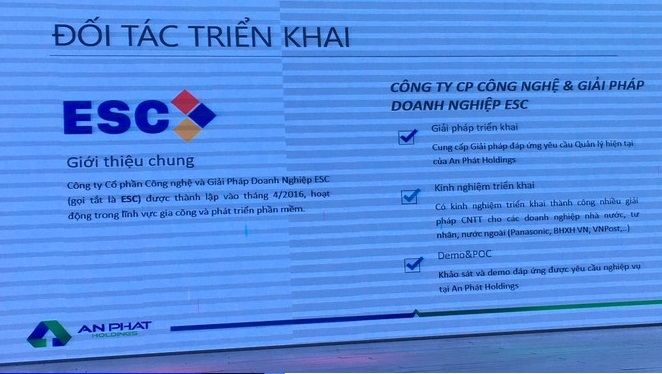 ĐỐI TÁC TRIỂN KHAI
ESC
Giới thiệu chung
Công ty Cổ phần Công nghệ và Giải Pháp Doanh Nghiệp ESC
(gọi tắt là ESC) được thành lập vào tháng 4/2016, hoạt
động trong lĩnh vực gia công và phát triển phần mềm.
CÔNG TY CP CÔNG NGHỆ & GIẢI PHÁP
DOANH NGHIỆP ESC
Giải pháp triển khai
Cung cấp Giải pháp đáp ứng yêu cầu Quản lý hiện tại
của An Phát Holdings
Kinh nghiệm triển khai
Có kinh nghiệm triển khai thành công nhiều giải
pháp CNTT cho các doanh nghiệp nhà nước, tư
nhân, nước ngoài (Panasonic, BHXH VN, VNPost,..)
Demo&POC
Khảo sát và demo đáp ứng được yêu cầu nghiệp vụ
tại An Phát Holdings
AN PHAT
HOLDINGS